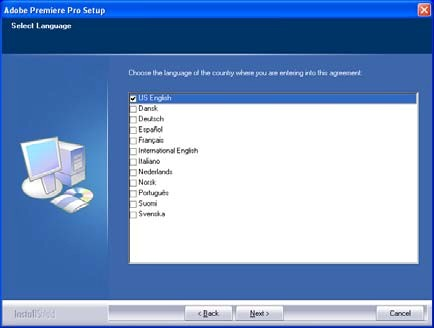 Adobe Premiere Pro Setup
Select Language
Choose the language of the country where you are entering into this agreement:
US English
Dansk
Deutsch
Español
Français
International English
Italiano
Nederlands
Norsk
Português
Suomi
Svenska
InstallShield
< Back
Next >
Cancel